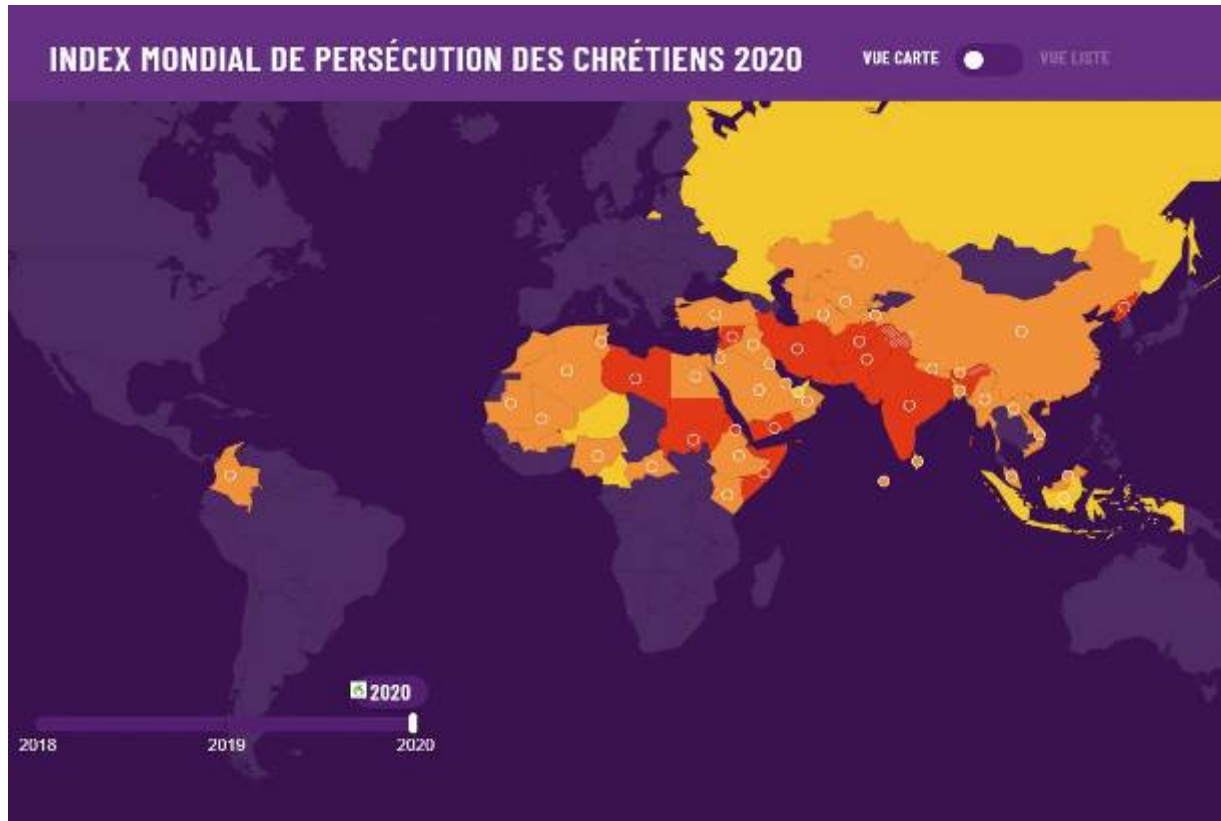 INDEX MONDIAL DE PERSÉCUTION DES CHRÉTIENS 2020
VUE CARTE VUE LISTE
2020
2018 2019 2020